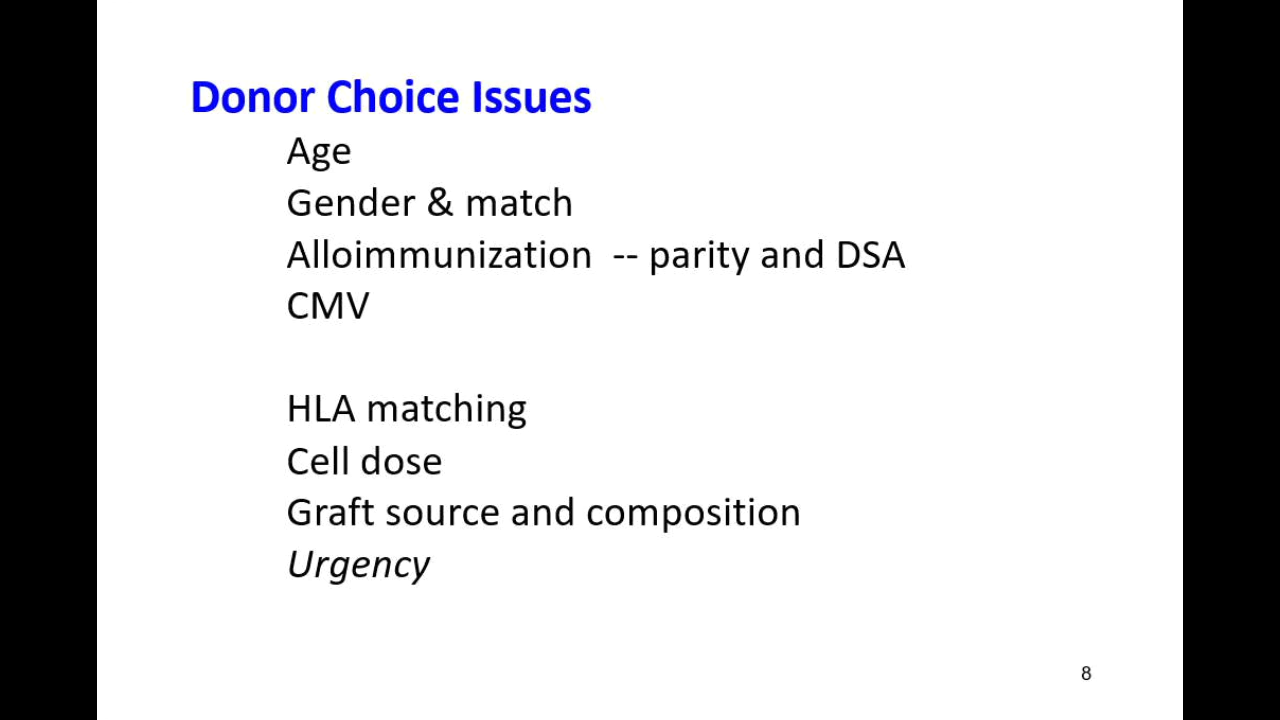 Donor Choice Issues
Age
Gender & match
Alloimmunization -- parity and DSA
CMV
HLA matching
Cell dose
Graft source and composition
Urgency
8